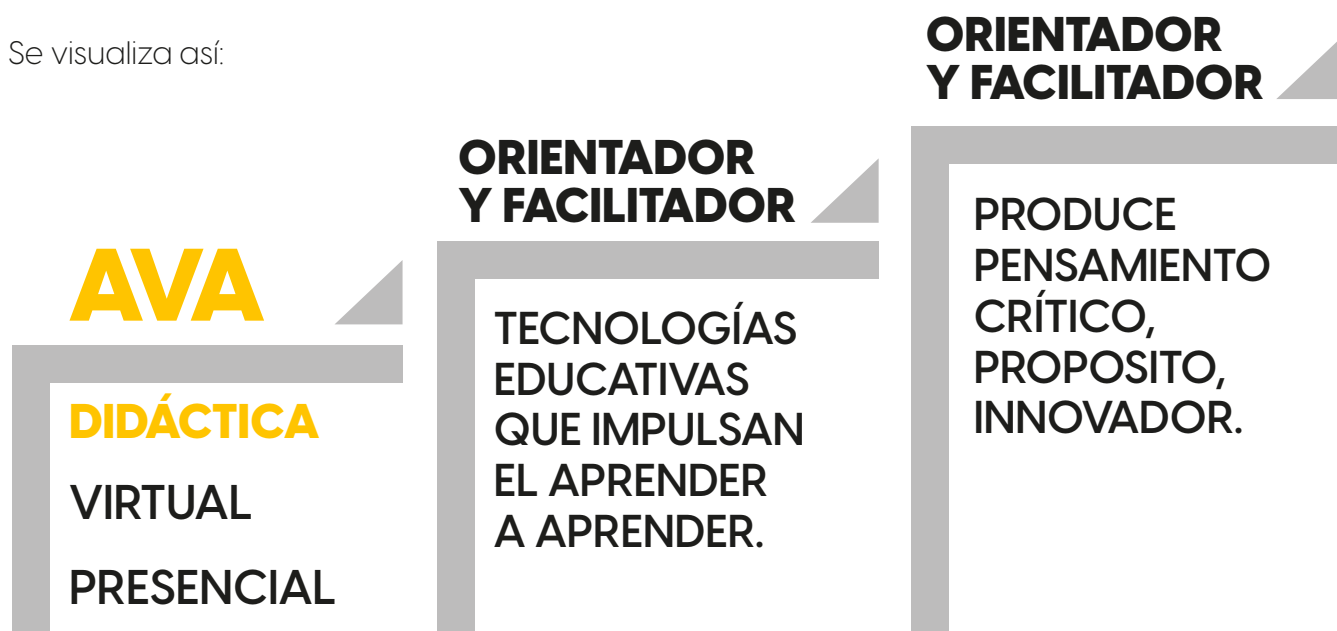 Se visualiza así:
AVA
DIDÁCTICA
VIRTUAL
PRESENCIAL
ORIENTADOR
Y FACILITADOR
TECNOLOGÍAS
EDUCATIVAS
QUE IMPULSAN
EL APRENDER
A APRENDER.
ORIENTADOR
Y FACILITADOR
PRODUCE
PENSAMIENTO
CRÍTICO,
PROPOSITO,
INNOVADOR.